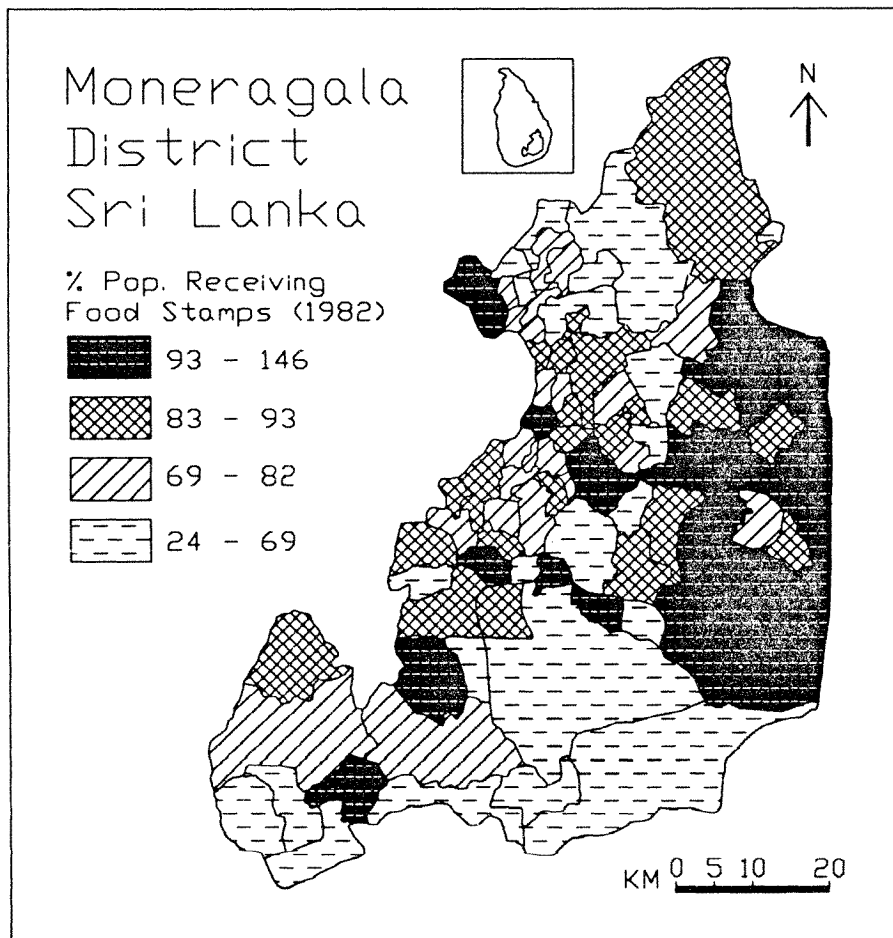 Moneragala
District
Sri Lanka
% Pop. Receiving
Food Stamps (1982)
93 - 146
83 - 93
69 - 82
24 - 69
N
KM 0 5 10 20